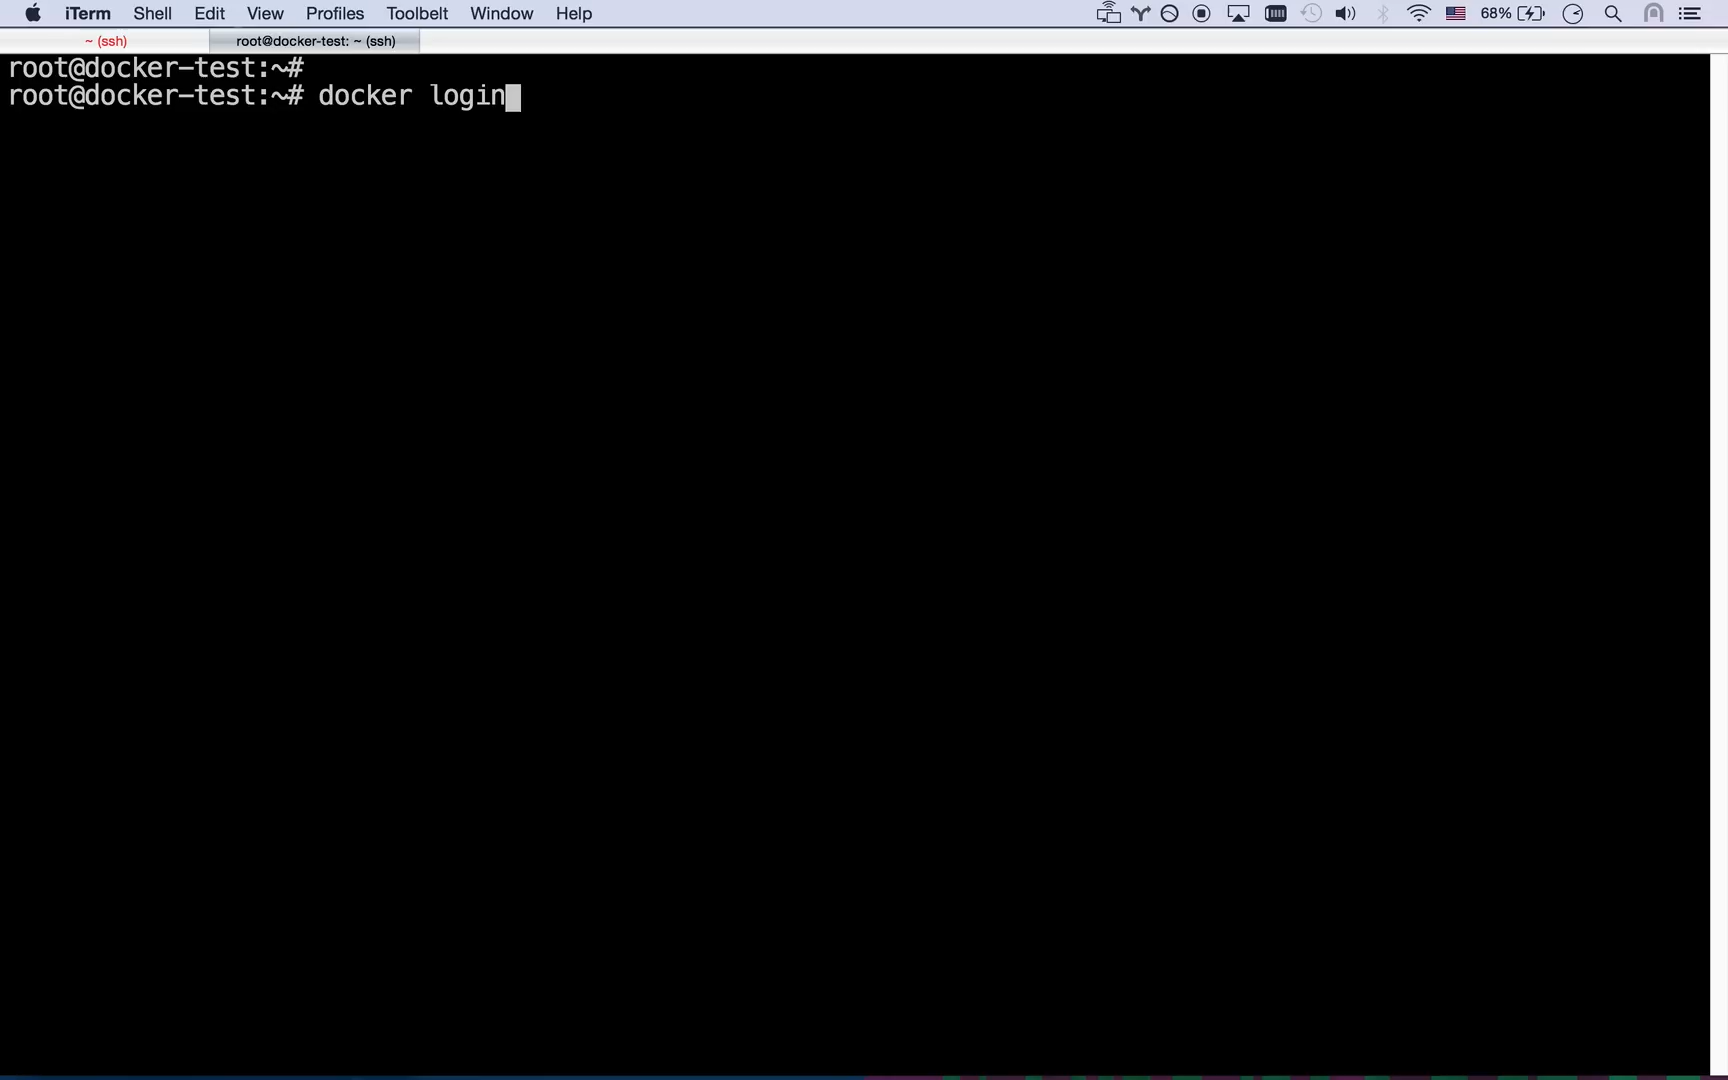 iTerm Shell Edit View Profiles Toolbelt Window Help 68%
~ (ssh) root@docker-test: ~ (ssh)
root@docker-test:~#
root@docker-test:~# docker login